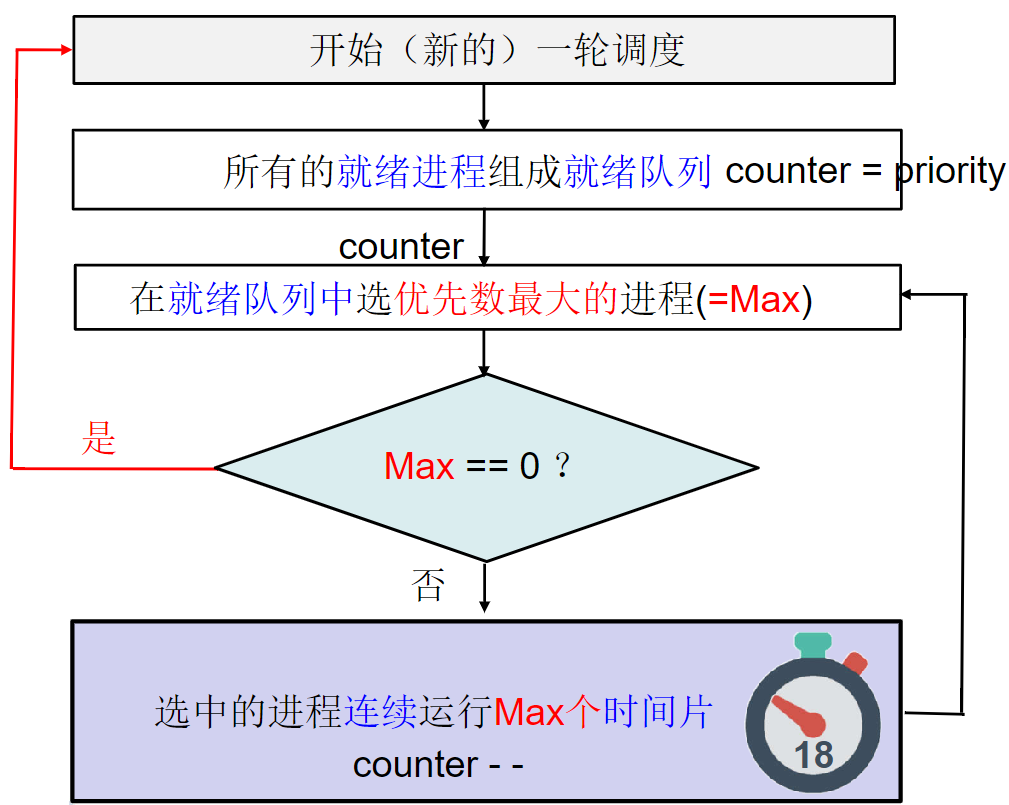 开始（新的）一轮调度
所有的就绪进程组成就绪队列 counter = priority
counter
在就绪队列中选优先数最大的进程(=Max)
是
Max == 0 ？
否
选中的进程连续运行Max个时间片
counter - -
18